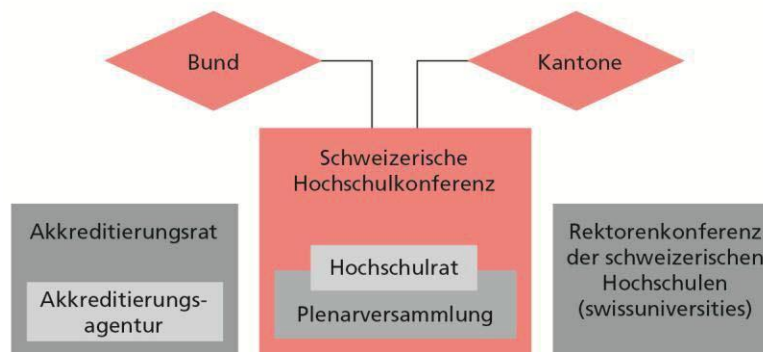 Bund
Kantone
Schweizerische
Hochschulkonferenz
Akkreditierungsrat
Akkreditierungs-
agentur
Hochschulrat
Plenarversammlung
Rektorenkonferenz
der schweizerischen
Hochschulen
(swissuniversities)